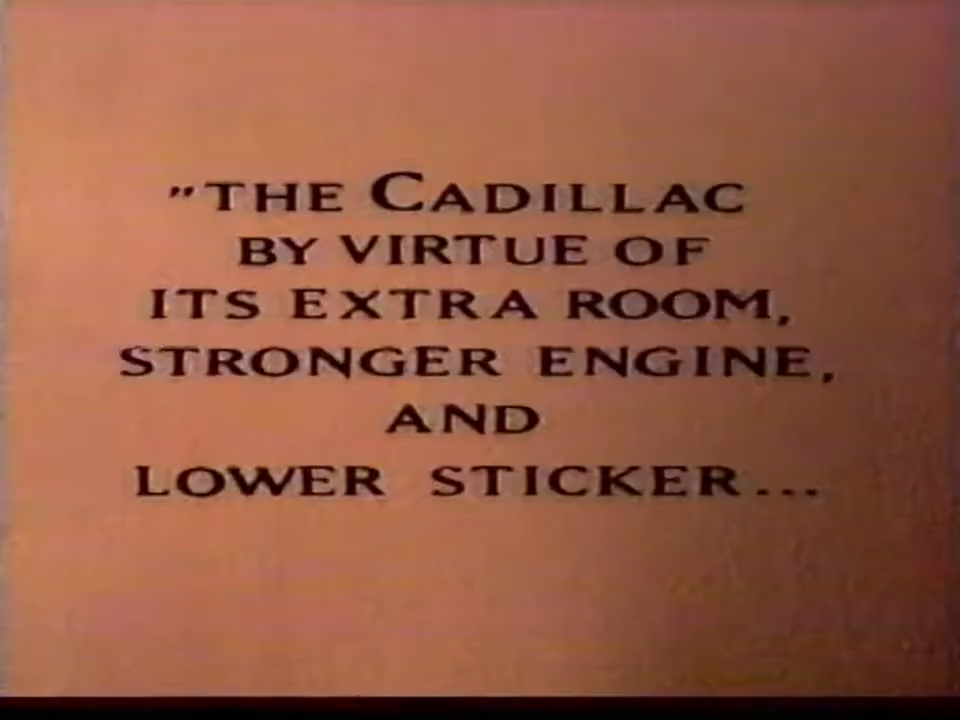 "THE CADILLAC
BY VIRTUE OF
ITS EXTRA ROOM,
STRONGER ENGINE,
AND
LOWER STICKER...